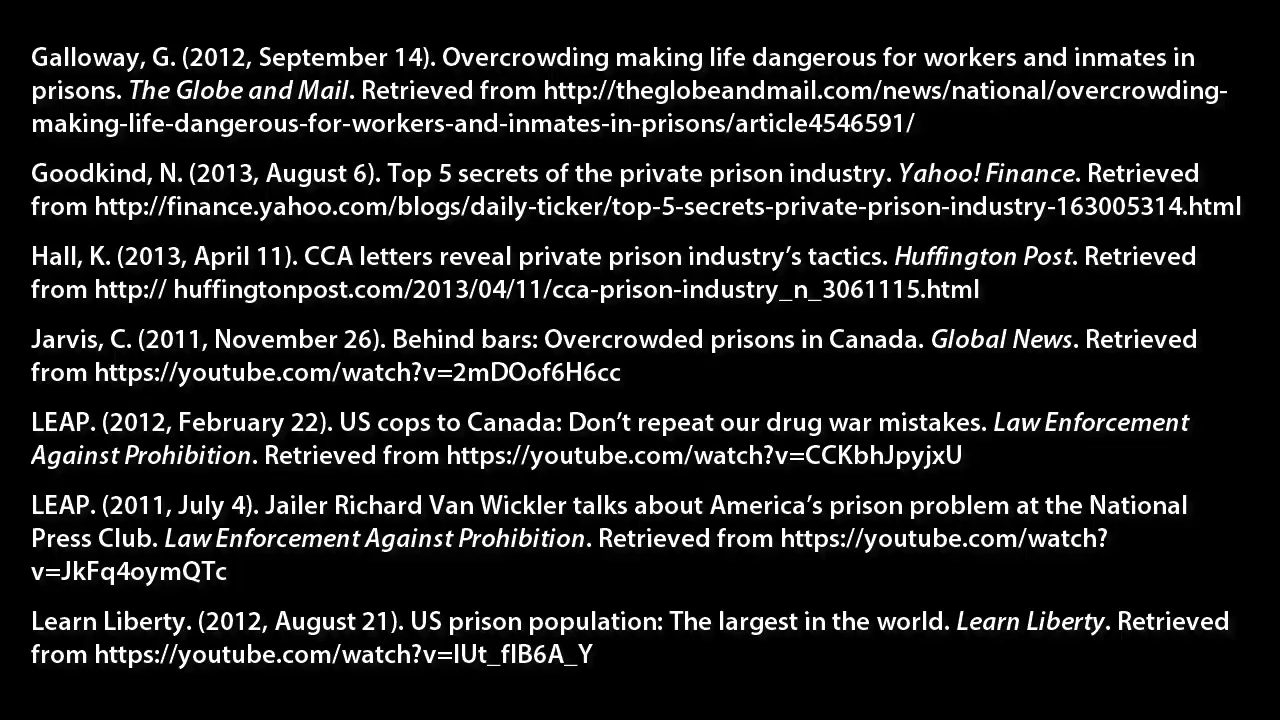 Galloway, G. (2012, September 14). Overcrowding making life dangerous for workers and inmates in
prisons. The Globe and Mail. Retrieved from http://theglobeandmail.com/news/national/overcrowding-
making-life-dangerous-for-workers-and-inmates-in-prisons/article4546591/
Goodkind, N. (2013, August 6). Top 5 secrets of the private prison industry. Yahoo! Finance. Retrieved
from http://finance.yahoo.com/blogs/daily-ticker/top-5-secrets-private-prison-industry-163005314.html
Hall, K. (2013, April 11). CCA letters reveal private prison industry’s tactics. Huffington Post. Retrieved
from http:// huffingtonpost.com/2013/04/11/cca-prison-industry_n_3061115.html
Jarvis, C. (2011, November 26). Behind bars: Overcrowded prisons in Canada. Global News. Retrieved
from https://youtube.com/watch?v=2mDOof6H6cc
LEAP. (2012, February 22). US cops to Canada: Don’t repeat our drug war mistakes. Law Enforcement
Against Prohibition. Retrieved from https://youtube.com/watch?v=CCKbhJpyjxU
LEAP. (2011, July 4). Jailer Richard Van Wickler talks about America’s prison problem at the National
Press Club. Law Enforcement Against Prohibition. Retrieved from https://youtube.com/watch?
v=JkFq4oymQTc
Learn Liberty. (2012, August 21). US prison population: The largest in the world. Learn Liberty. Retrieved
from https://youtube.com/watch?v=lUt_flB6A_Y